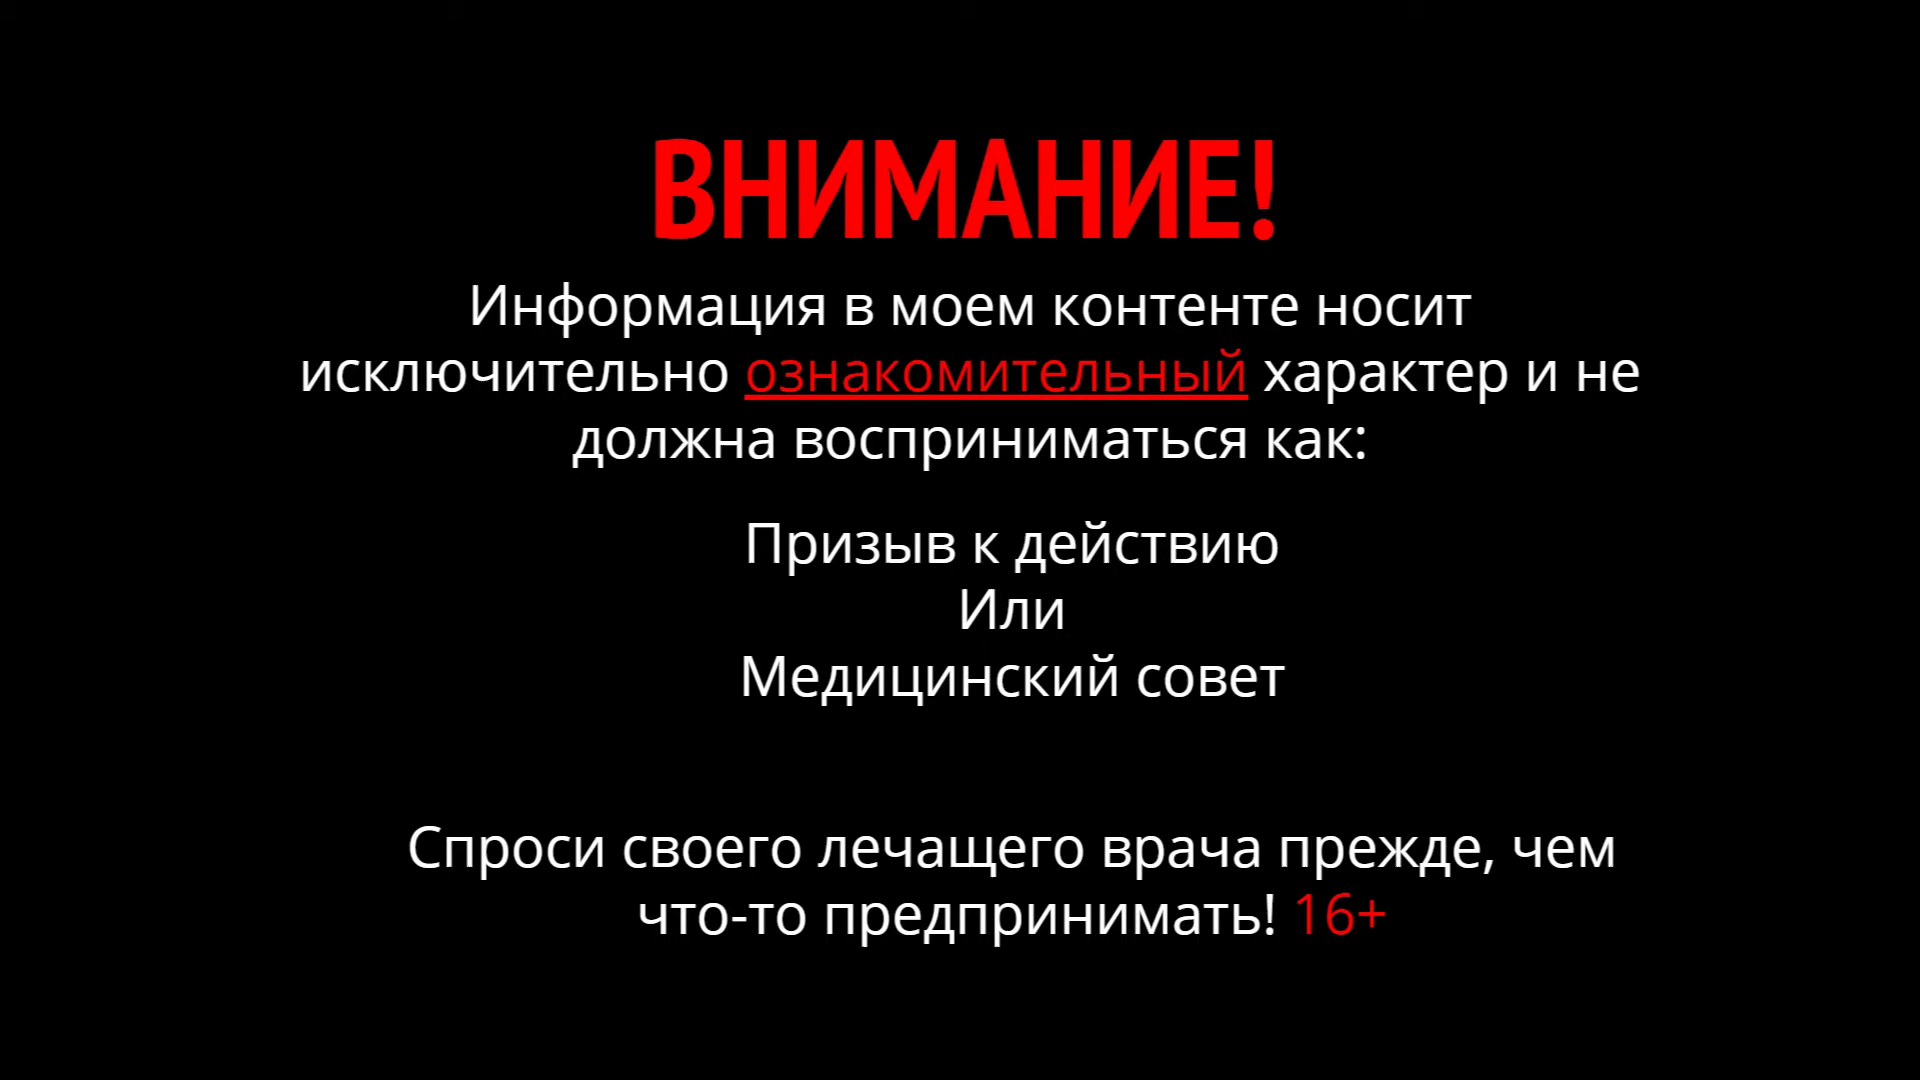 ВНИМАНИЕ!
Информация в моем контенте носит
исключительно ознакомительный характер и не
должна восприниматься как:
Призыв к действию
Или
Медицинский совет
Спроси своего лечащего врача прежде, чем
что-то предпринимать! 16+